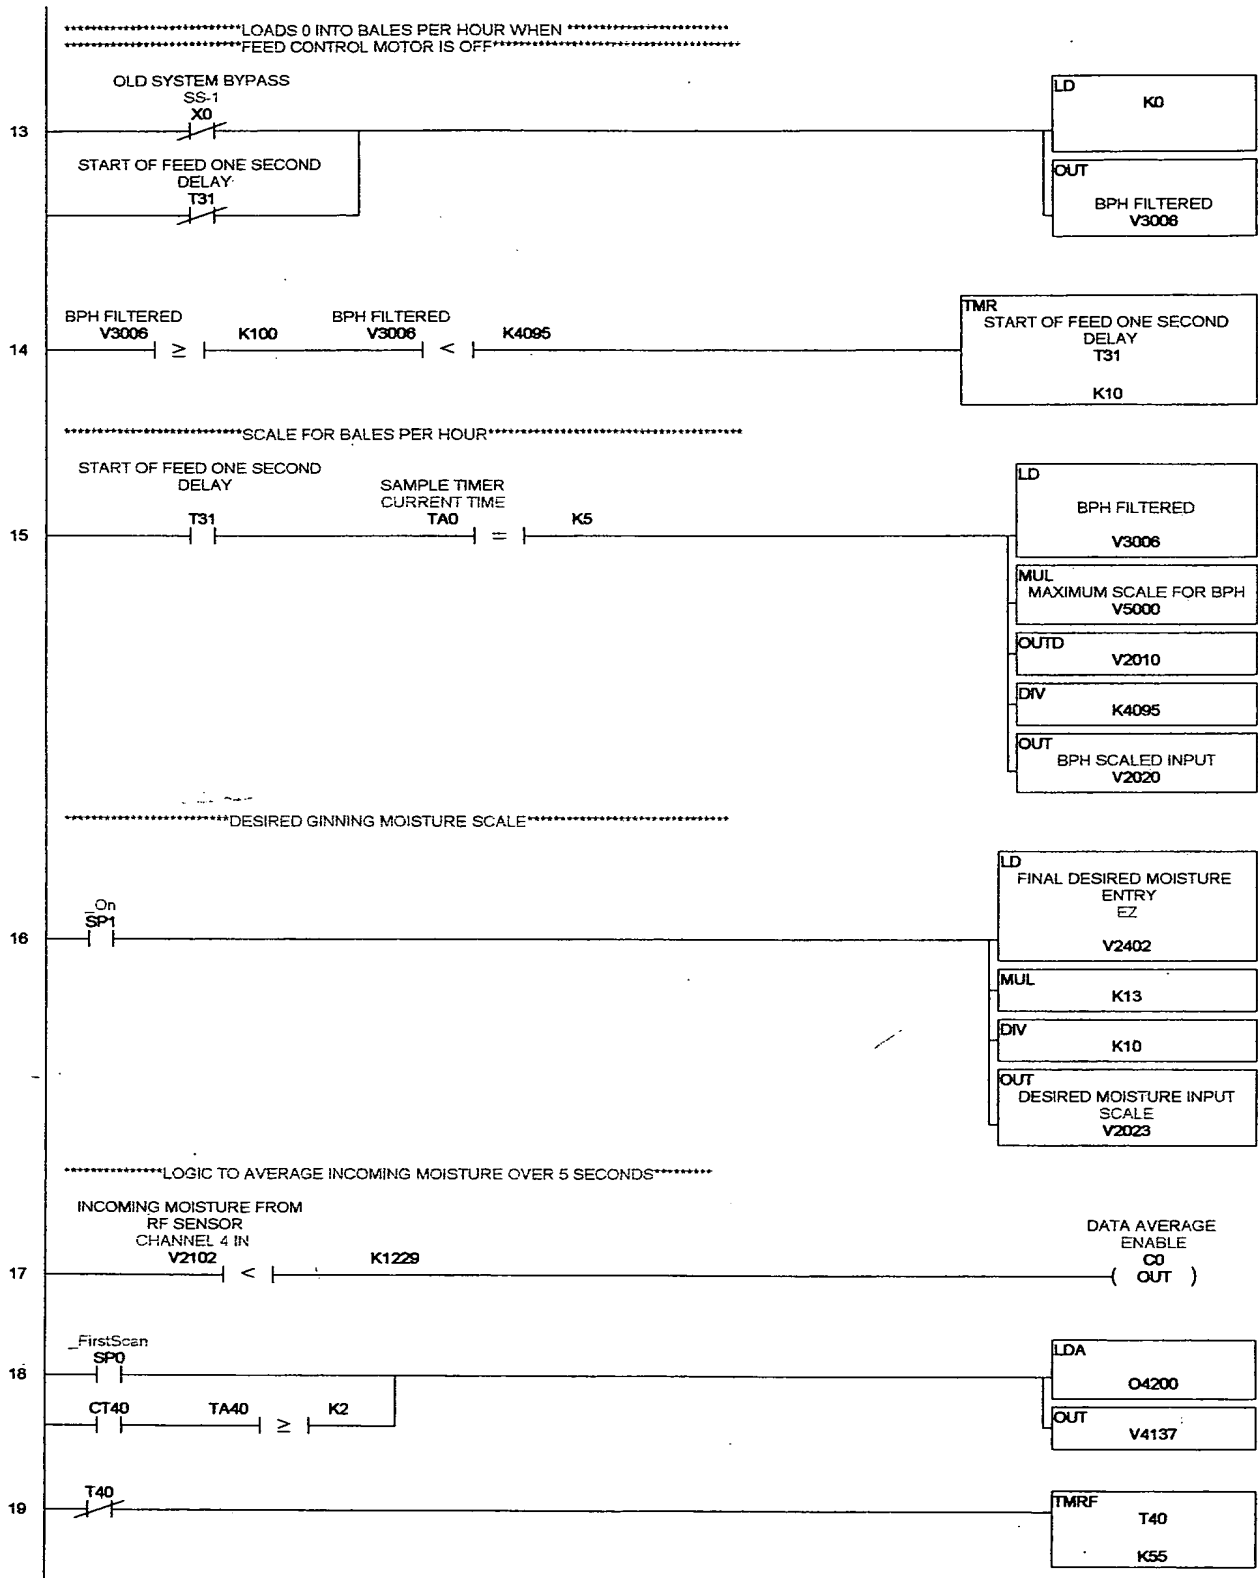 ******************************LOADS 0 INTO BALES PER HOUR WHEN ***************************
******************************FEED CONTROL MOTOR IS OFF******************************************
OLD SYSTEM BYPASS
SS-1
X0
13
START OF FEED ONE SECOND
DELAY
T31
LD
K0
OUT
BPH FILTERED
V3006
14
BPH FILTERED
V3006 ≥ K100
BPH FILTERED
V3006 < K4095
TMR
START OF FEED ONE SECOND
DELAY
T31
K10
******************************SCALE FOR BALES PER HOUR*******************************************
START OF FEED ONE SECOND
DELAY
T31
SAMPLE TIMER
CURRENT TIME
TA0 = K5
15
LD
BPH FILTERED
V3006
MUL
MAXIMUM SCALE FOR BPH
V5000
OUTD
V2010
DIV
K4095
OUT
BPH SCALED INPUT
V2020
****************************DESIRED GINNING MOISTURE SCALE**********************************
_On
SP1
16
LD
FINAL DESIRED MOISTURE
ENTRY
EZ
V2402
MUL
K13
DIV
K10
OUT
DESIRED MOISTURE INPUT
SCALE
V2023
****************LOGIC TO AVERAGE INCOMING MOISTURE OVER 5 SECONDS**********
INCOMING MOISTURE FROM
RF SENSOR
CHANNEL 4 IN
V2102 < K1229
17
DATA AVERAGE
ENABLE
C0
( OUT )
_FirstScan
SP0
18
CT40 TA40 ≥ K2
LDA
O4200
OUT
V4137
19
T40
TMRF
T40
K55